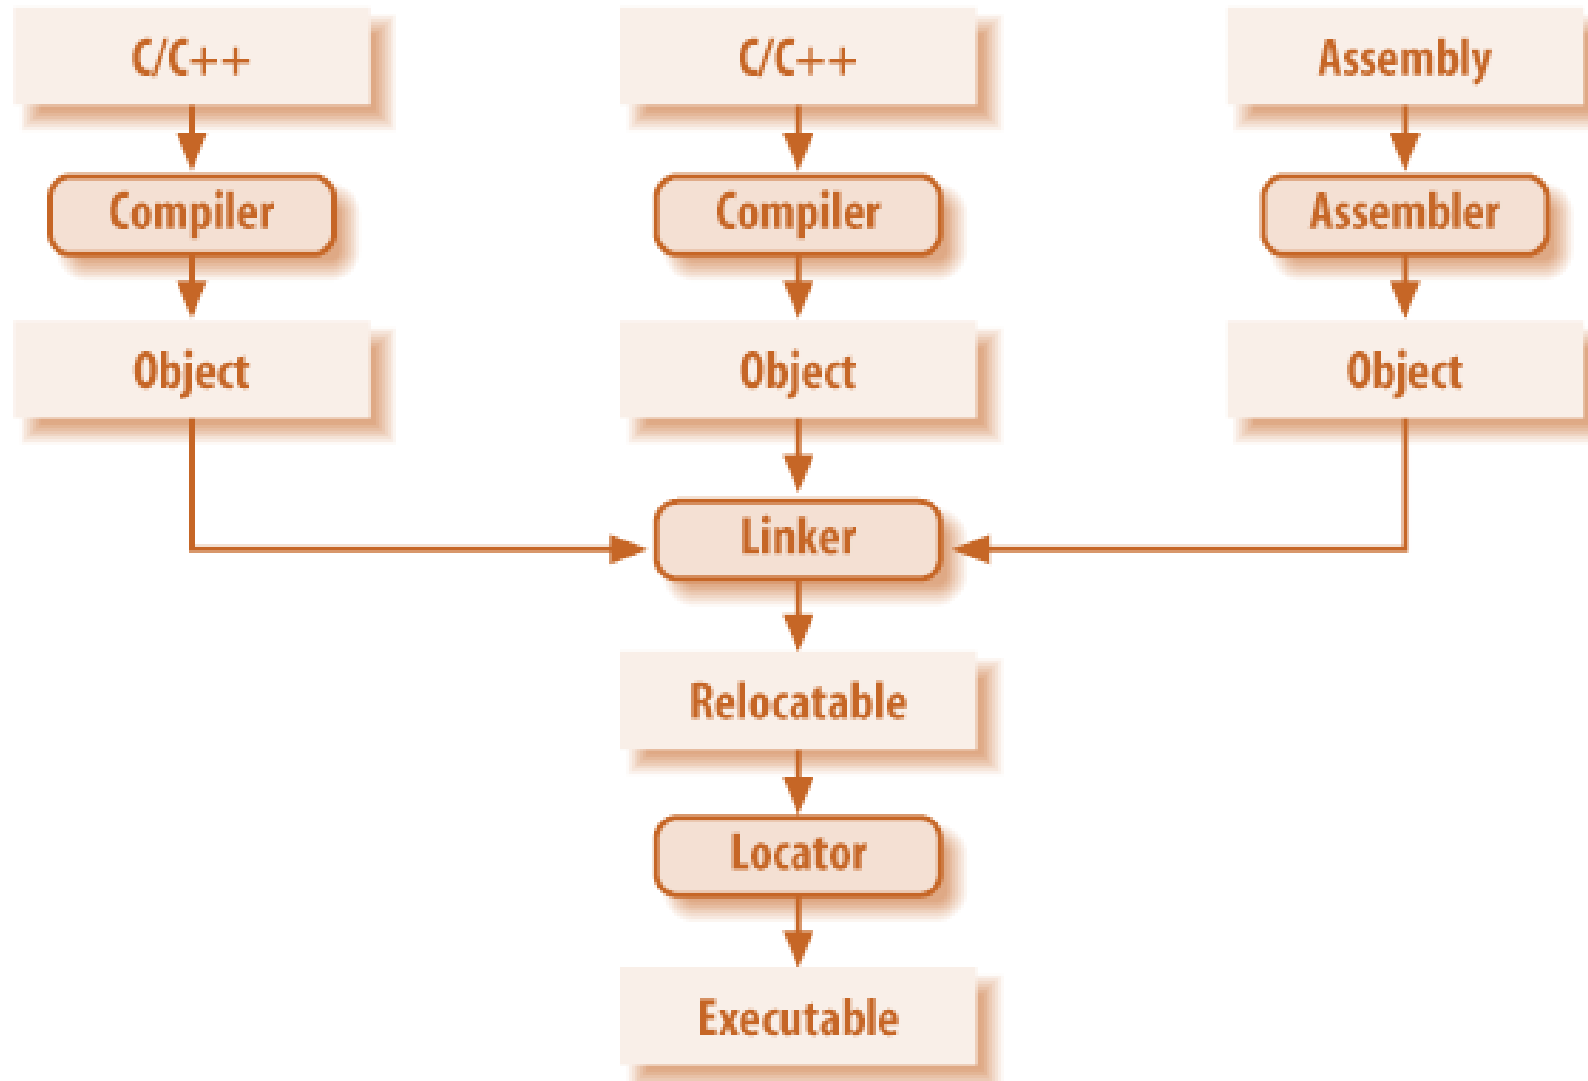 C/C++
C/C++
Assembly
Compiler
Compiler
Assembler
Object
Object
Object
Linker
Relocatable
Locator
Executable